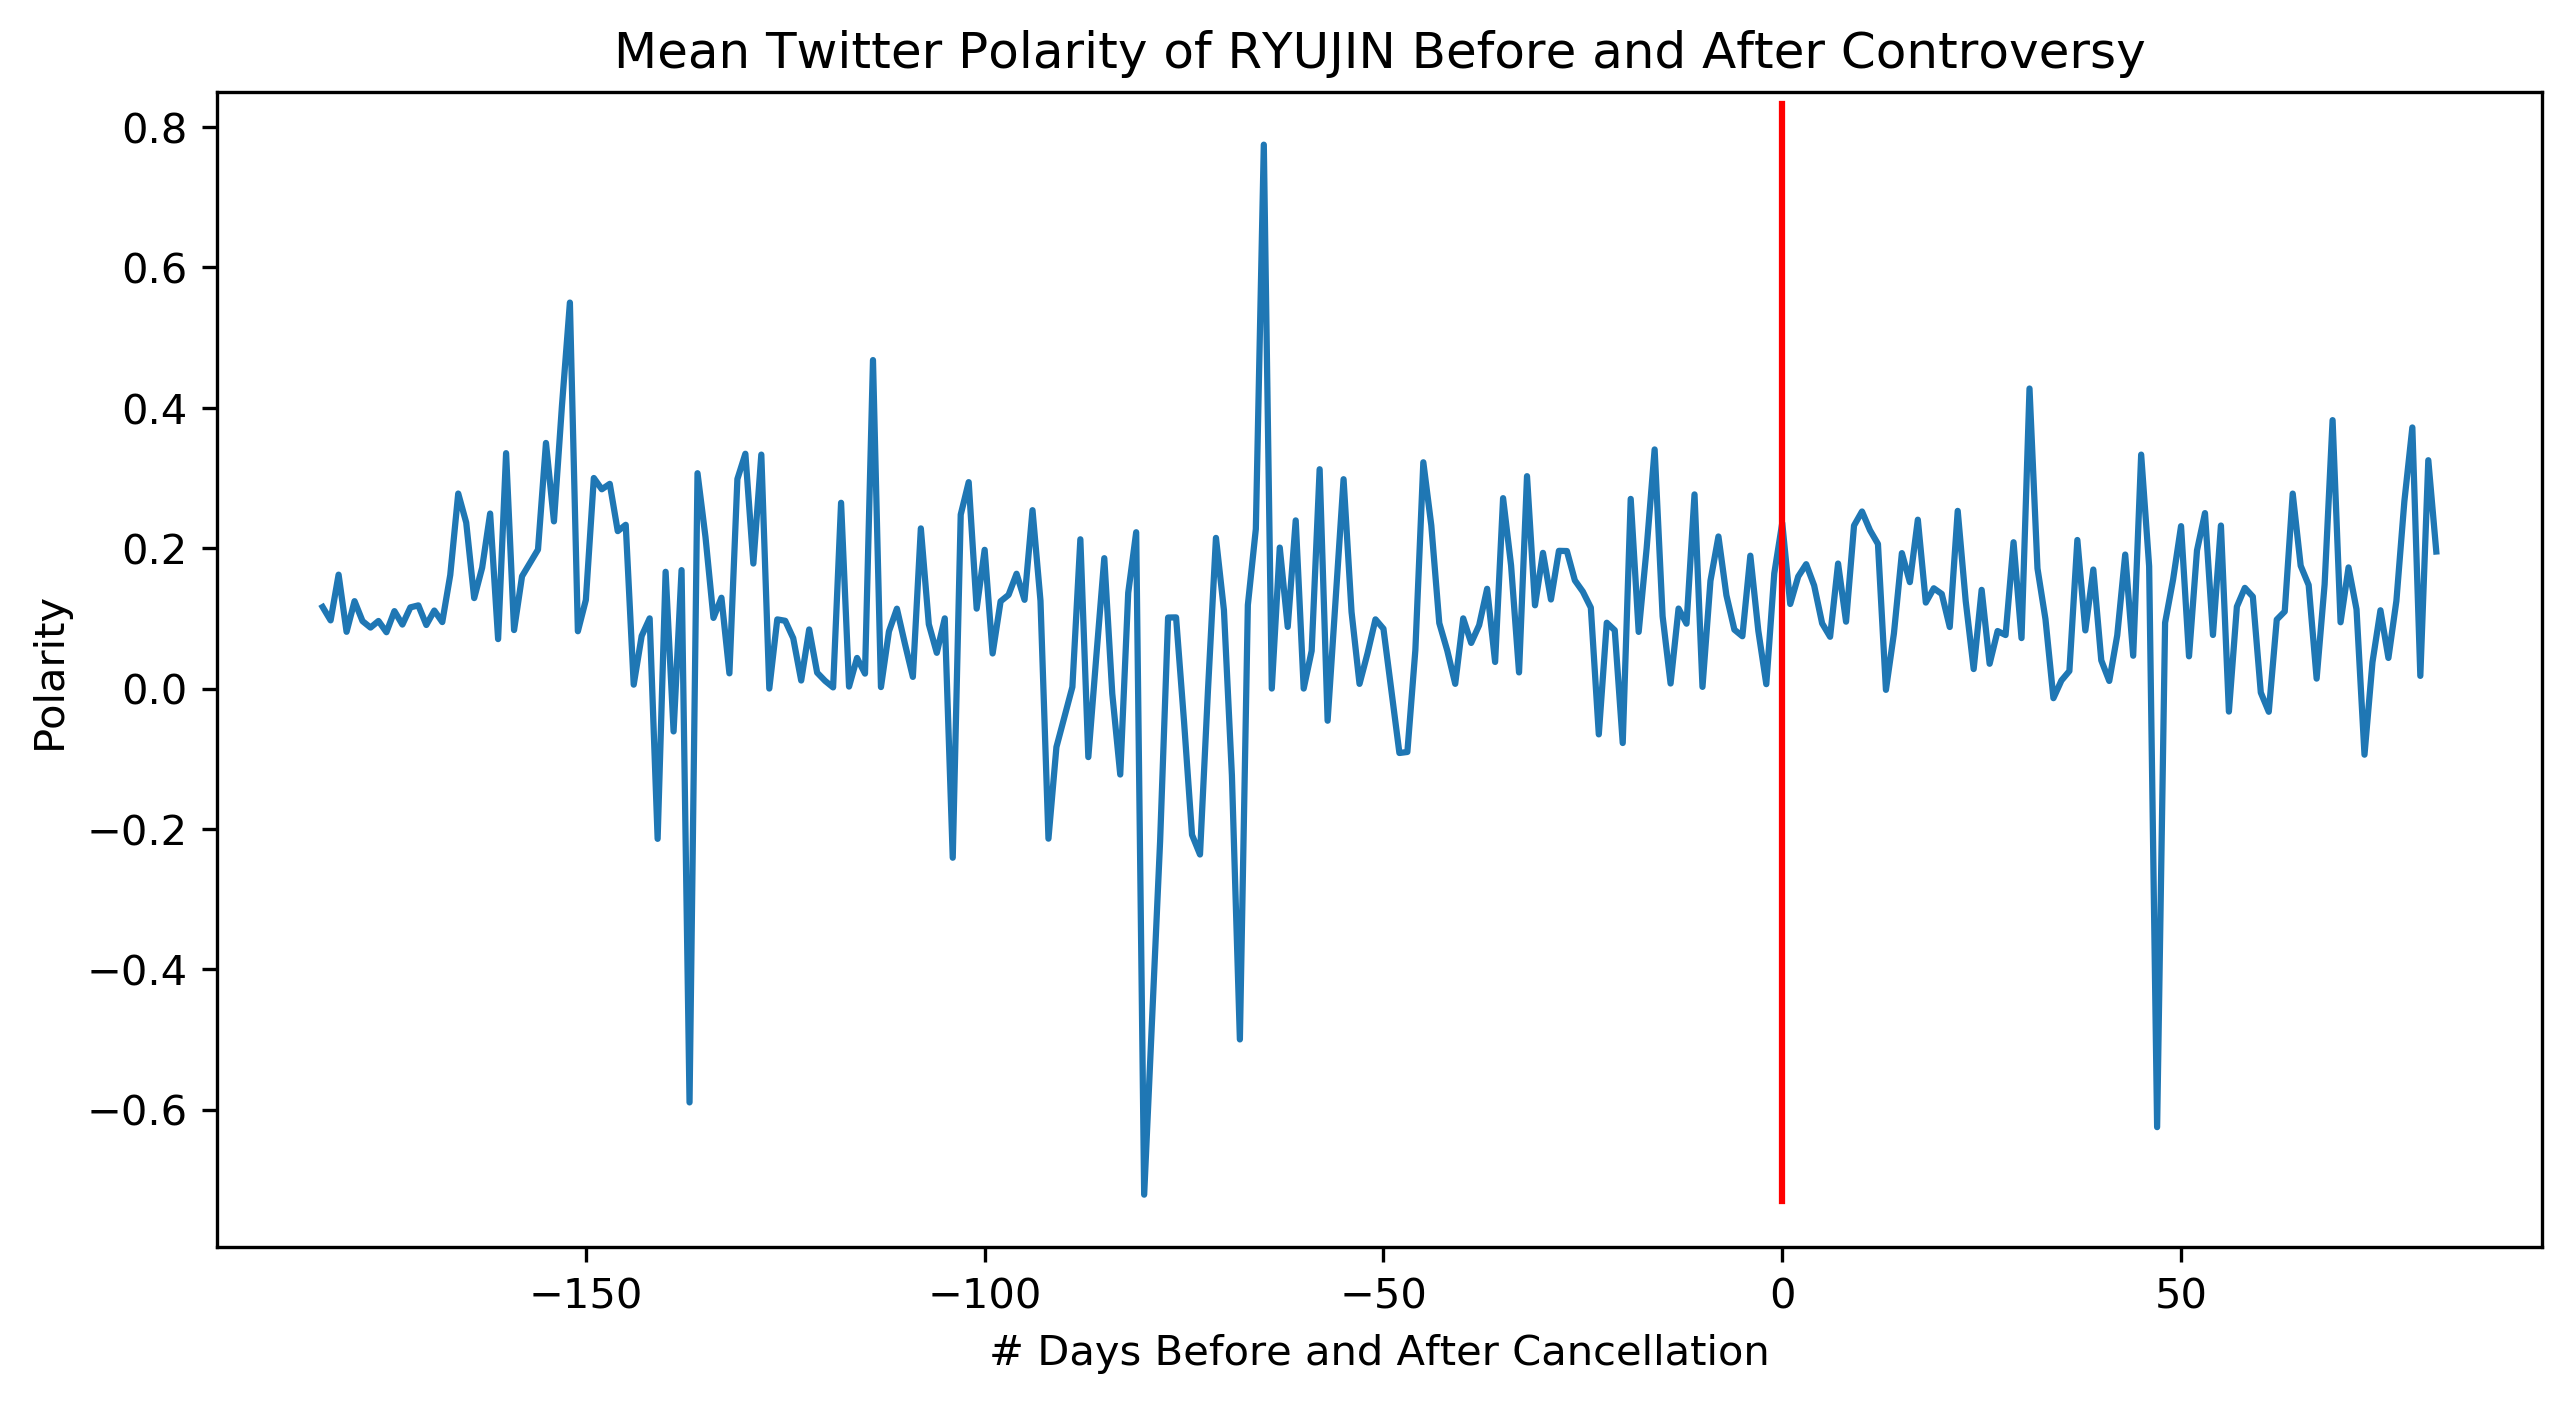 Mean Twitter Polarity of RYUJIN Before and After Controversy
0.8
0.6
0.4
0.2
0.0
−0.2
−0.4
−0.6
Polarity
−150 −100 −50 0 50
# Days Before and After Cancellation